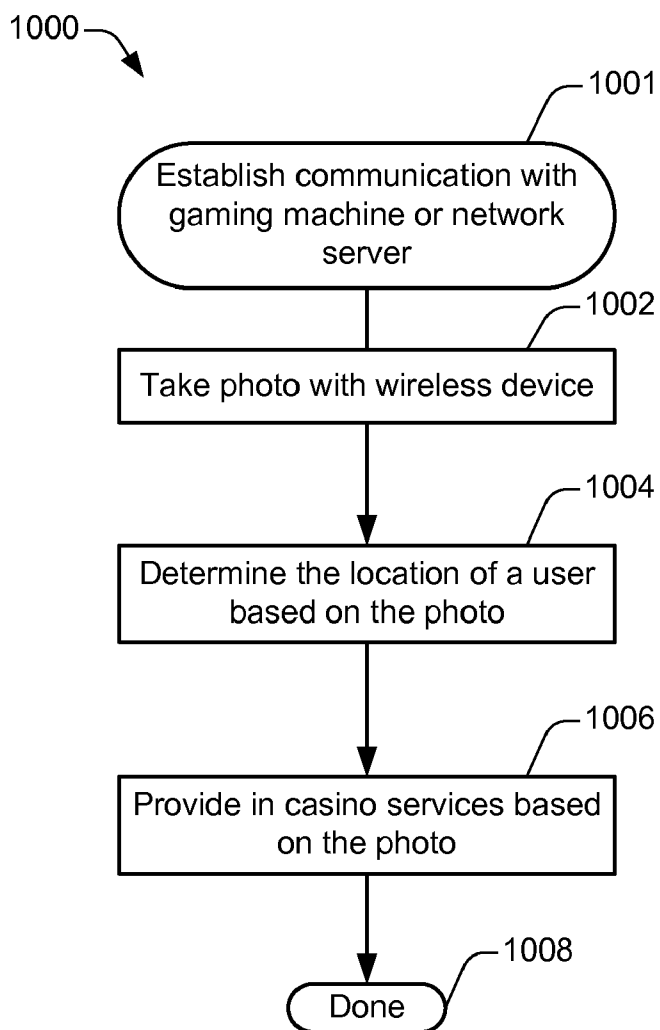 1000
1001
Establish communication with
gaming machine or network
server
1002
Take photo with wireless device
1004
Determine the location of a user
based on the photo
1006
Provide in casino services based
on the photo
1008
Done